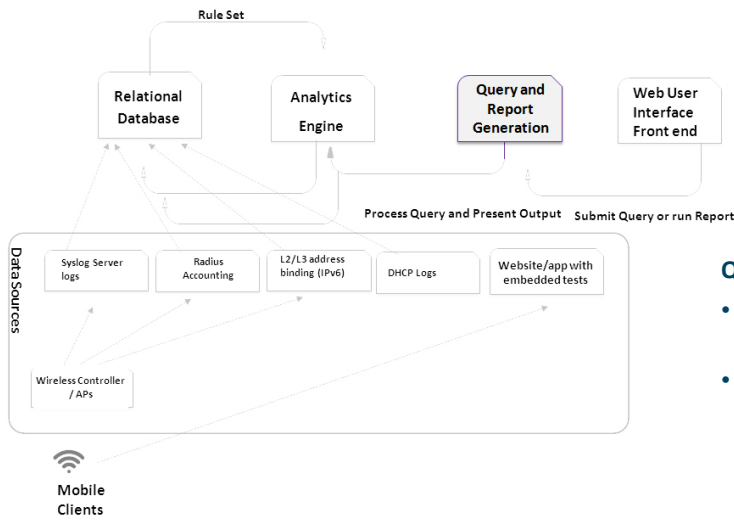 Rule Set
Relational
Database
Analytics
Engine
Query and
Report
Generation
Web User
Interface
Front end
Process Query and Present Output
Submit Query or run Report
Data Sources
Syslog Server
logs
Radius
Accounting
L2/L3 address
binding (IPv6)
DHCP Logs
Website/app with
embedded tests
Q
•
•
Wireless Controller
/ APs
Mobile
Clients